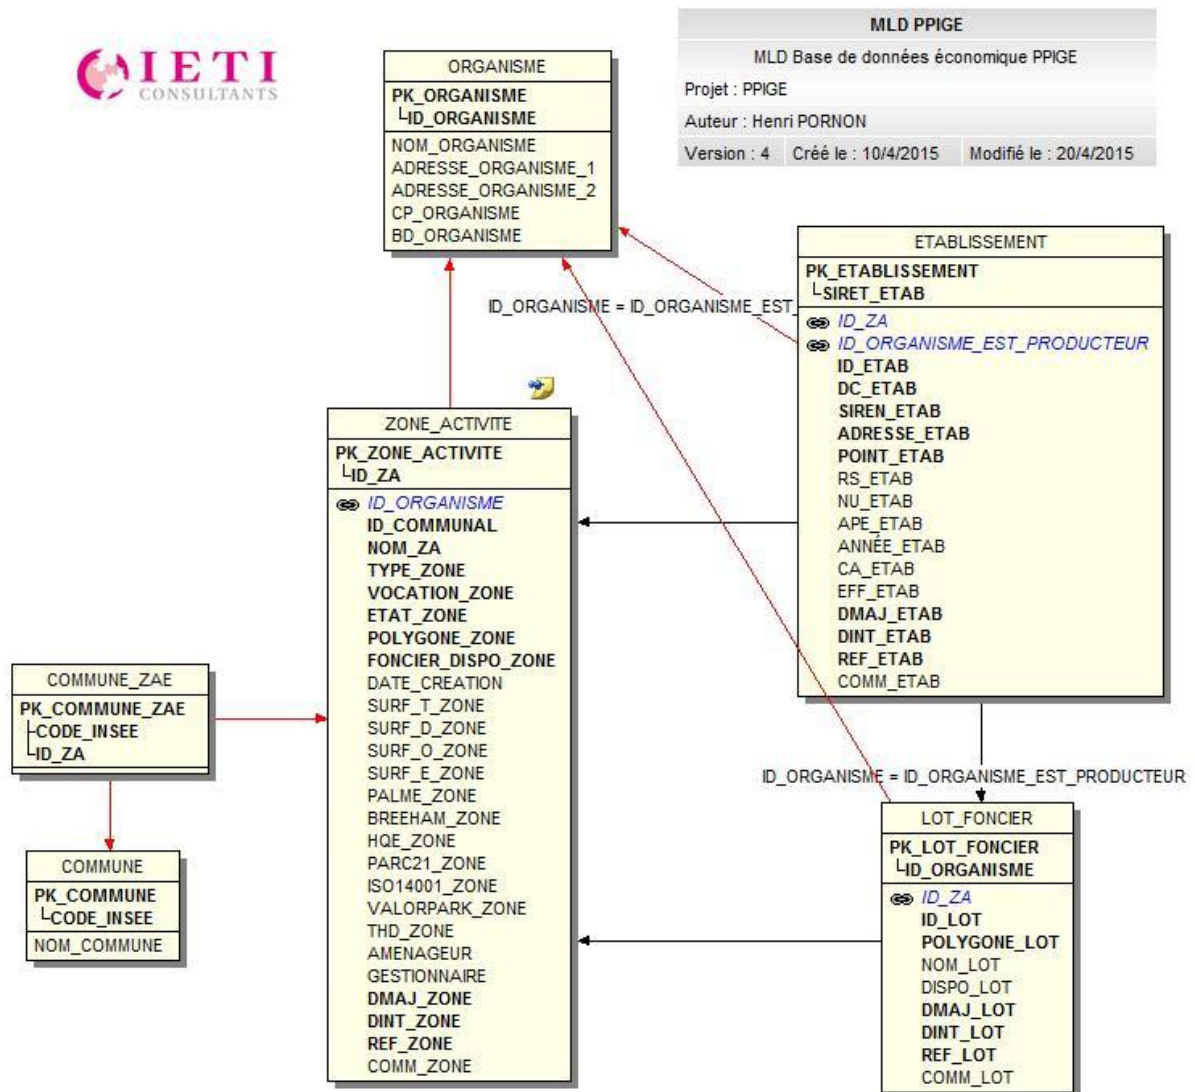 IETI
CONSULTANTS
MLD PPIGE
MLD Base de données économique PPIGE
Projet : PPIGE
Auteur : Henri PORNON
Version : 4 Créé le : 10/4/2015 Modifié le : 20/4/2015
ORGANISME
PK_ORGANISME
ID_ORGANISME
NOM_ORGANISME
ADRESSE_ORGANISME_1
ADRESSE_ORGANISME_2
CP_ORGANISME
BD_ORGANISME
ID_ORGANISME = ID_ORGANISME_EST_
ETABLISSEMENT
PK_ETABLISSEMENT
SIRET_ETAB
ID_ZA
ID_ORGANISME_EST_PRODUCTEUR
ID_ETAB
DC_ETAB
SIREN_ETAB
ADRESSE_ETAB
POINT_ETAB
RS_ETAB
NU_ETAB
APE_ETAB
ANNÉE_ETAB
CA_ETAB
EFF_ETAB
DMAJ_ETAB
DINT_ETAB
REF_ETAB
COMM_ETAB
ZONE_ACTIVITE
PK_ZONE_ACTIVITE
ID_ZA
ID_ORGANISME
ID_COMMUNAL
NOM_ZA
TYPE_ZONE
VOCATION_ZONE
ETAT_ZONE
POLYGONE_ZONE
FONCIER_DISPO_ZONE
DATE_CREATION
SURF_T_ZONE
SURF_D_ZONE
SURF_O_ZONE
SURF_E_ZONE
PALME_ZONE
BREEHAM_ZONE
HQE_ZONE
PARC21_ZONE
ISO14001_ZONE
VALORPARK_ZONE
THD_ZONE
AMENAGEUR
GESTIONNAIRE
DMAJ_ZONE
DINT_ZONE
REF_ZONE
COMM_ZONE
COMMUNE_ZAE
PK_COMMUNE_ZAE
CODE_INSEE
ID_ZA
COMMUNE
PK_COMMUNE
CODE_INSEE
NOM_COMMUNE
ID_ORGANISME = ID_ORGANISME_EST_PRODUCTEUR
LOT_FONCIER
PK_LOT_FONCIER
ID_ORGANISME
ID_ZA
ID_LOT
POLYGONE_LOT
NOM_LOT
DISPO_LOT
DMAJ_LOT
DINT_LOT
REF_LOT
COMM_LOT